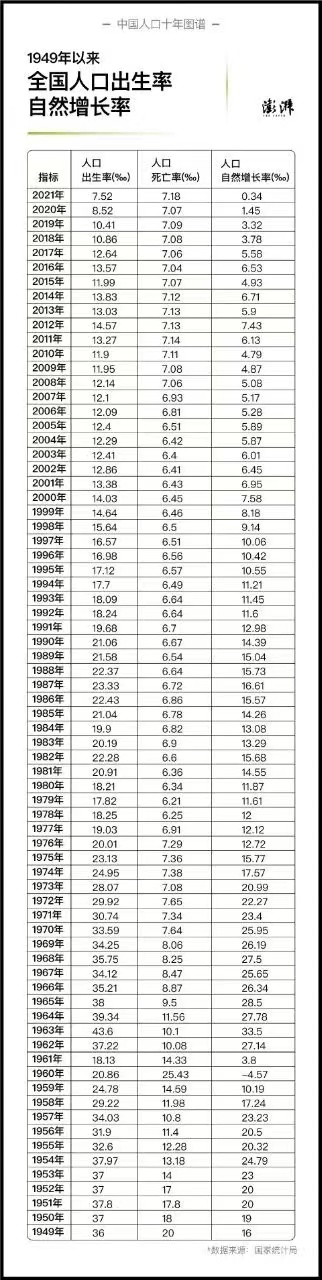 中国人口十年图谱
1949年以来
全国人口出生率
自然增长率
澎湃
指标 人口出生率(‰) 人口死亡率(‰) 人口自然增长率(‰)
2021年 7.52 7.18 0.34
2020年 8.52 7.07 1.45
2019年 10.41 7.09 3.32
2018年 10.86 7.08 3.78
2017年 12.64 7.06 5.58
2016年 13.57 7.04 6.53
2015年 11.99 7.07 4.93
2014年 13.83 7.12 6.71
2013年 13.03 7.13 5.9
2012年 14.57 7.13 7.43
2011年 13.27 7.14 6.13
2010年 11.9 7.11 4.79
2009年 11.95 7.08 4.87
2008年 12.14 7.06 5.08
2007年 12.1 6.93 5.17
2006年 12.09 6.81 5.28
2005年 12.4 6.51 5.89
2004年 12.29 6.42 5.87
2003年 12.41 6.4 6.01
2002年 12.86 6.41 6.45
2001年 13.38 6.43 6.95
2000年 14.03 6.45 7.58
1999年 14.64 6.46 8.18
1998年 15.64 6.5 9.14
1997年 16.57 6.51 10.06
1996年 16.98 6.56 10.42
1995年 17.12 6.57 10.55
1994年 17.7 6.49 11.21
1993年 18.09 6.64 11.45
1992年 18.24 6.64 11.6
1991年 19.68 6.7 12.98
1990年 21.06 6.67 14.39
1989年 21.58 6.54 15.04
1988年 22.37 6.64 15.73
1987年 23.33 6.72 16.61
1986年 22.43 6.86 15.57
1985年 21.04 6.78 14.26
1984年 19.9 6.82 13.08
1983年 20.19 6.9 13.29
1982年 22.28 6.6 15.68
1981年 20.91 6.36 14.55
1980年 18.21 6.34 11.87
1979年 17.82 6.21 11.61
1978年 18.25 6.25 12
1977年 19.03 6.91 12.12
1976年 20.01 7.29 12.72
1975年 23.13 7.36 15.77
1974年 24.95 7.38 17.57
1973年 28.07 7.08 20.99
1972年 29.92 7.65 22.27
1971年 30.74 7.34 23.4
1970年 33.59 7.64 25.95
1969年 34.25 8.06 26.19
1968年 35.75 8.25 27.5
1967年 34.12 8.47 25.65
1966年 35.21 8.87 26.34
1965年 38 9.5 28.5
1964年 39.34 11.56 27.78
1963年 43.6 10.1 33.5
1962年 37.22 10.08 27.14
1961年 18.13 14.33 3.8
1960年 20.86 25.43 -4.57
1959年 24.78 14.59 10.19
1958年 29.22 11.98 17.24
1957年 34.03 10.8 23.23
1956年 31.9 11.4 20.5
1955年 32.6 12.28 20.32
1954年 37.97 13.18 24.79
1953年 37 14 23
1952年 37 17 20
1951年 37.8 17.8 20
1950年 37 18 19
1949年 36 20 16
*数据来源：国家统计局